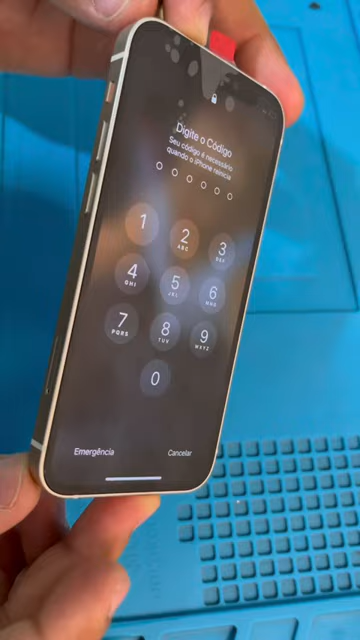 Digite o Código
Seu código é necessário
quando o iPhone reinicia
1
2
ABC
3
DEF
4
GHI
5
JKL
6
MNO
7
PQRS
8
TUV
9
WXYZ
0
Emergência
Cancelar